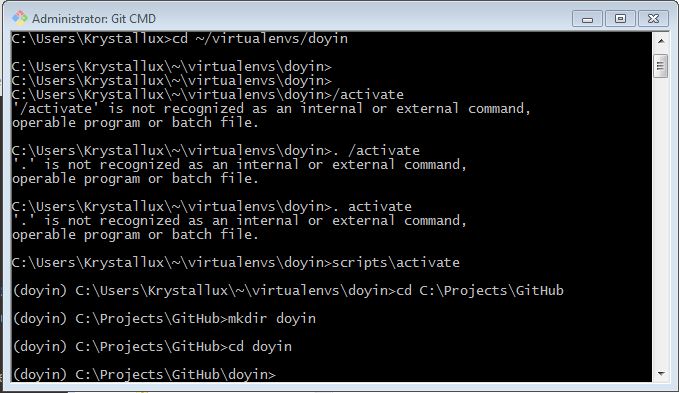 Administrator: Git CMD
C:\Users\Krystallux>cd ~/virtualenvs/doyin
C:\Users\Krystallux\~\virtualenvs\doyin>
C:\Users\Krystallux\~\virtualenvs\doyin>
C:\Users\Krystallux\~\virtualenvs\doyin>/activate
'/activate' is not recognized as an internal or external command,
operable program or batch file.
C:\Users\Krystallux\~\virtualenvs\doyin>. /activate
'.' is not recognized as an internal or external command,
operable program or batch file.
C:\Users\Krystallux\~\virtualenvs\doyin>. activate
'.' is not recognized as an internal or external command,
operable program or batch file.
C:\Users\Krystallux\~\virtualenvs\doyin>scripts\activate
(doyin) C:\Users\Krystallux\~\virtualenvs\doyin>cd C:\Projects\GitHub
(doyin) C:\Projects\GitHub>mkdir doyin
(doyin) C:\Projects\GitHub>cd doyin
(doyin) C:\Projects\GitHub\doyin>